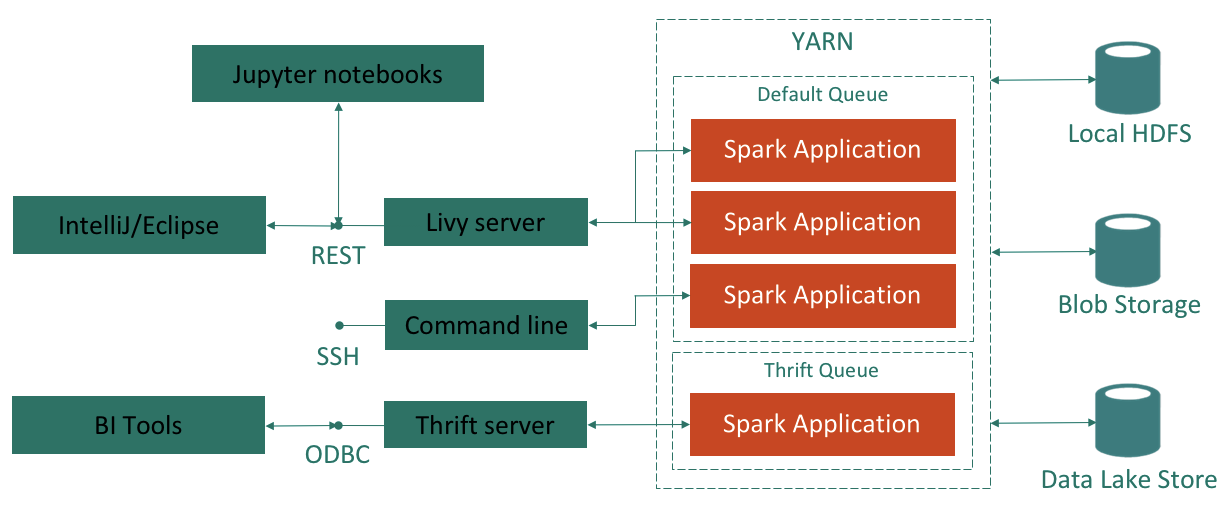 YARN
Jupyter notebooks
Default Queue
Local HDFS
Spark Application
IntelliJ/Eclipse
Livy server
Spark Application
REST
Spark Application
Blob Storage
Command line
SSH
Thrift Queue
BI Tools
Thrift server
Spark Application
ODBC
Data Lake Store